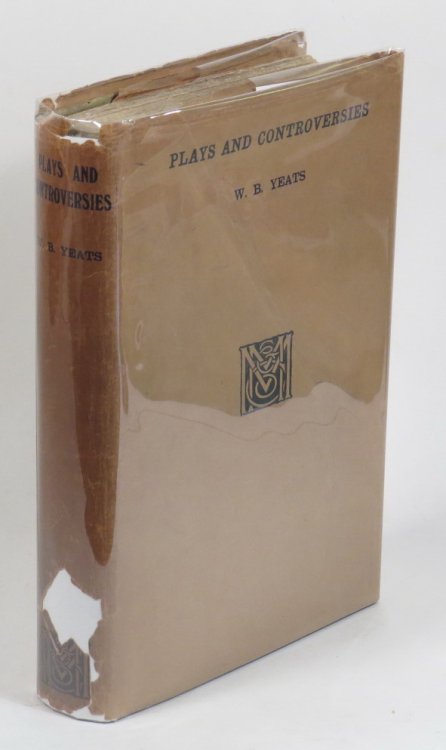 PLAYS AND CONTROVERSIES
W. B. YEATS
PLAYS AND
CONTROVERSIES
W. B. YEATS